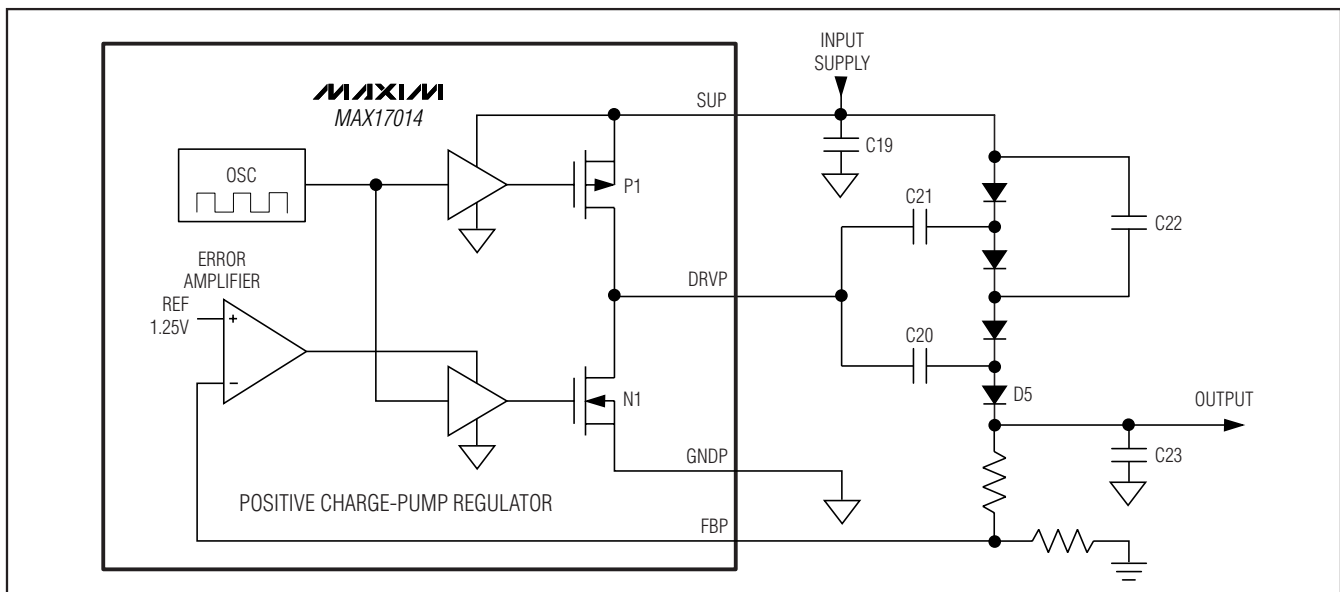 INPUT
SUPPLY
MAXIM
MAX17014
SUP
C19
OSC
P1
C21
C22
ERROR
AMPLIFIER
REF
1.25V
+
−
DRVP
C20
N1
D5
OUTPUT
GNDP
C23
POSITIVE CHARGE-PUMP REGULATOR
FBP